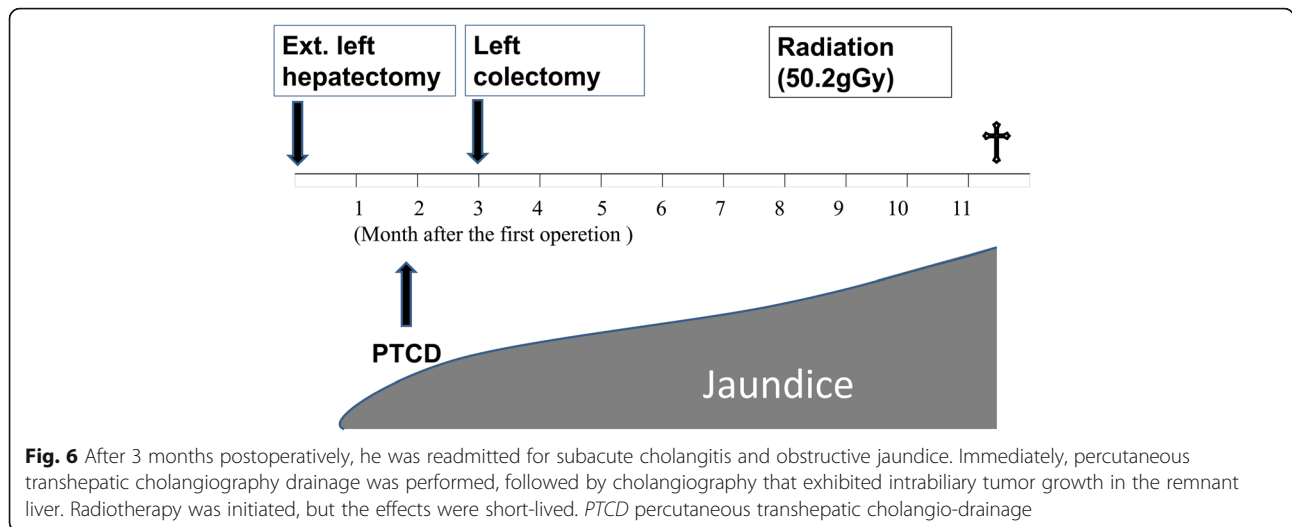 Ext. left
hepatectomy
Left
colectomy
Radiation
(50.2gGy)
1 2 3 4 5 6 7 8 9 10 11
(Month after the first operetion )
PTCD
Jaundice
Fig. 6 After 3 months postoperatively, he was readmitted for subacute cholangitis and obstructive jaundice. Immediately, percutaneous
transhepatic cholangiography drainage was performed, followed by cholangiography that exhibited intrabiliary tumor growth in the remnant
liver. Radiotherapy was initiated, but the effects were short-lived. PTCD percutaneous transhepatic cholangio-drainage